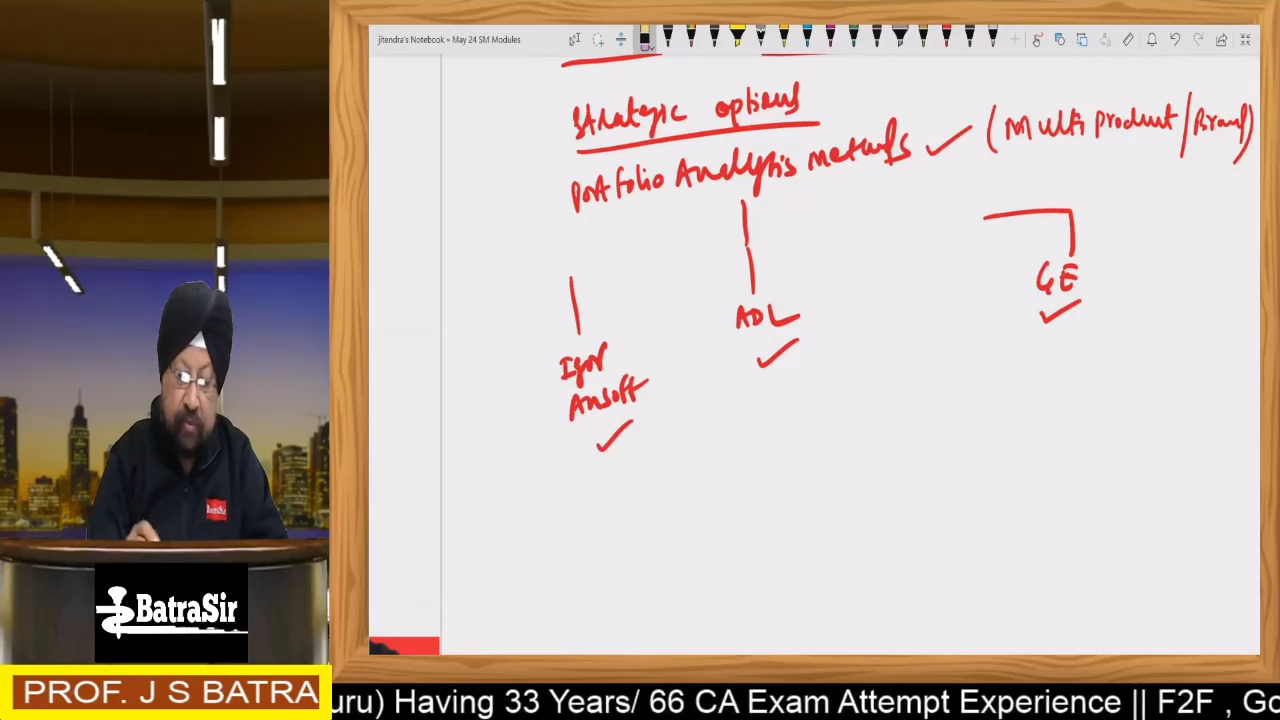 jitendra's Notebook » May 24 SM Modules
Strategic options
Portfolio Analysis Methods (Multi Product/Brand)
GE
ADL
Igor
Ansoff
BatraSir
BatraSir
PROF. J S BATRA
uru) Having 33 Years/ 66 CA Exam Attempt Experience || F2F , Go